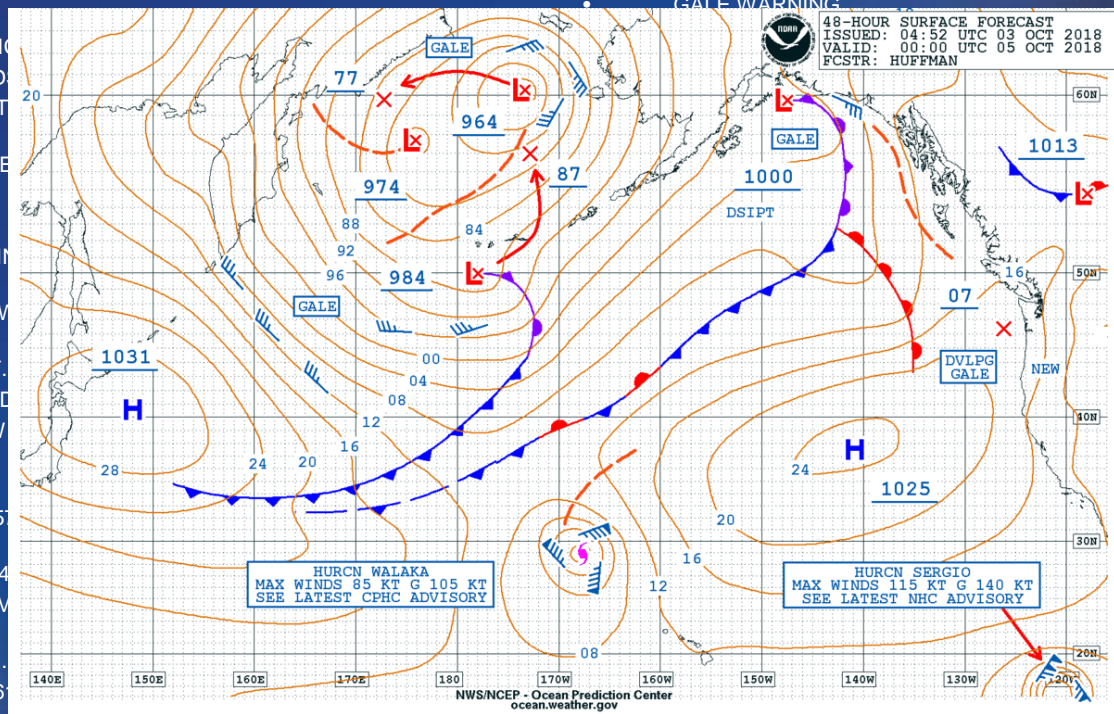 GALE WARNING
NOAA
48-HOUR SURFACE FORECAST
ISSUED: 04:52 UTC 03 OCT 2018
VALID: 00:00 UTC 05 OCT 2018
FCSTR: HUFFMAN
GALE
77
20
60N
964
GALE
1013
974
87
1000
DSIPT
88
84
92
96
984
50N
16
07
GALE
1031
00
DVLPG
GALE
NEW
04
08
12
40N
16
28
24
20
24
1025
20
30N
16
HURCN WALAKA
MAX WINDS 85 KT G 105 KT
SEE LATEST CPHC ADVISORY
12
HURCN SERGIO
MAX WINDS 115 KT G 140 KT
SEE LATEST NHC ADVISORY
08
20N
140E
150E
160E
170E
180
170W
160W
150W
140W
130W
120W
NWS/NCEP - Ocean Prediction Center
ocean.weather.gov
L
L
L
L
L
H
H